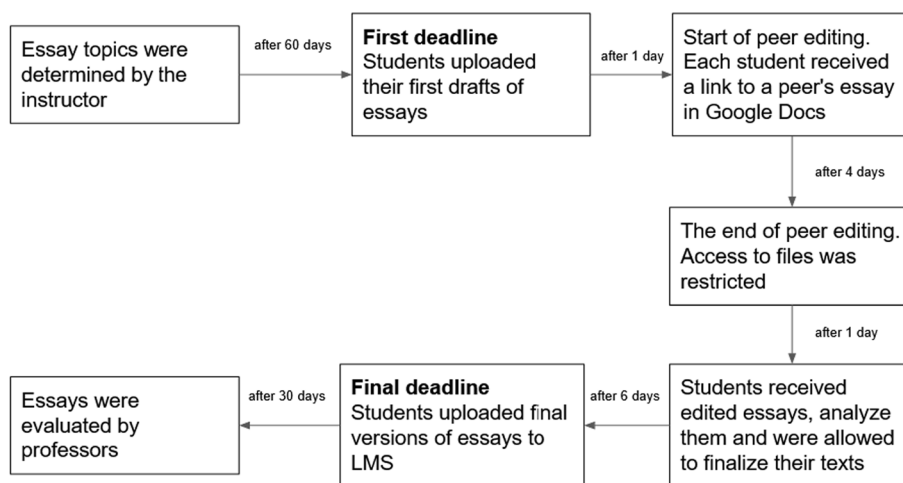 Essay topics were
determined by the
instructor
after 60 days
First deadline
Students uploaded
their first drafts of
essays
after 1 day
Start of peer editing.
Each student received
a link to a peer's essay
in Google Docs
after 4 days
The end of peer editing.
Access to files was
restricted
after 1 day
Students received
edited essays, analyze
them and were allowed
to finalize their texts
after 6 days
Final deadline
Students uploaded final
versions of essays to
LMS
after 30 days
Essays were
evaluated by
professors